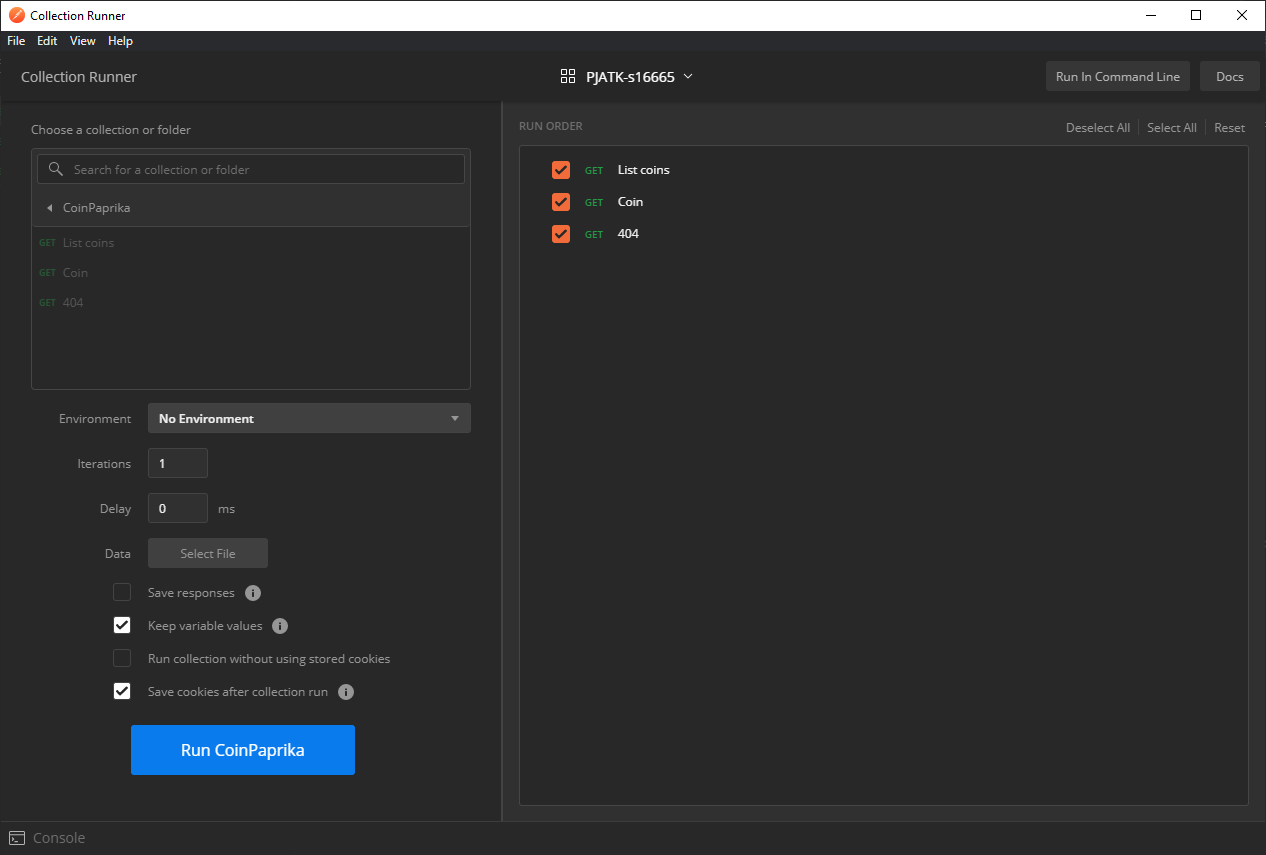 Collection Runner
File Edit View Help
Collection Runner
PJATK-s16665
Run In Command Line
Docs
Choose a collection or folder
Search for a collection or folder
CoinPaprika
GET List coins
GET Coin
GET 404
Environment No Environment
Iterations 1
Delay 0 ms
Data Select File
Save responses
Keep variable values
Run collection without using stored cookies
Save cookies after collection run
Run CoinPaprika
RUN ORDER
Deselect All Select All Reset
GET List coins
GET Coin
GET 404
Console